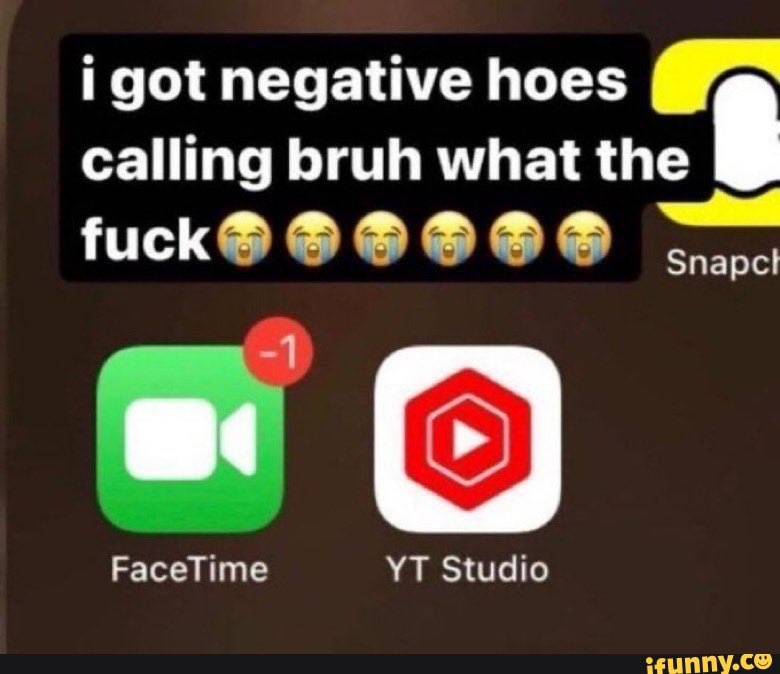 i got negative hoes
calling bruh what the
fuck😭😭😭😭😭😭
Snapch
-1
FaceTime
YT Studio
ifunny.co